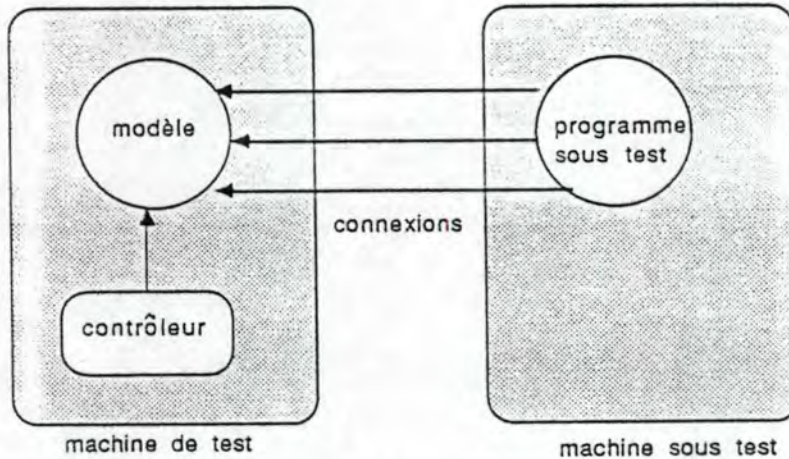 modèle
programme
sous test
connexions
contrôleur
machine de test
machine sous test